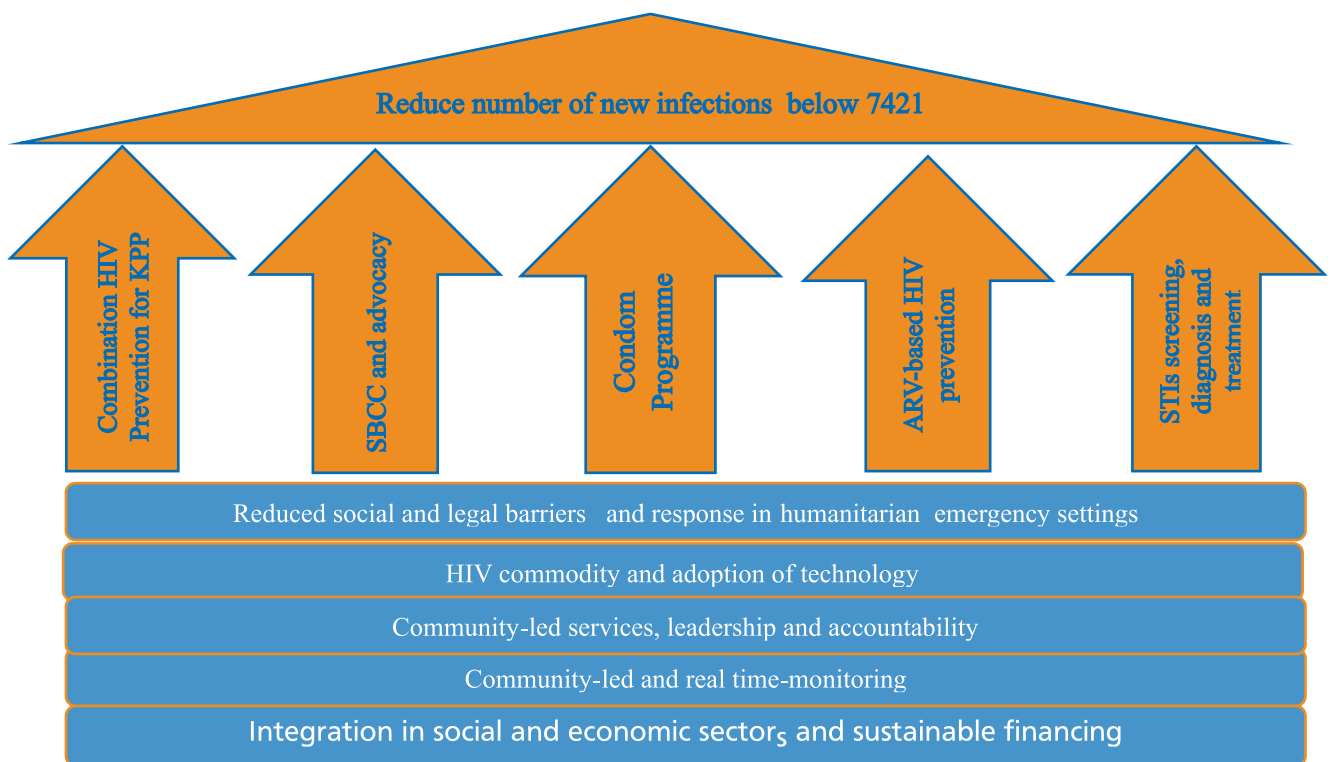 Reduce number of new infections below 7421
Combination HIV
Prevention for KPP
SBCC and advocacy
Condom
Programme
ARV-based HIV
prevention
STIs screening,
diagnosis and
treatment
Reduced social and legal barriers and response in humanitarian emergency settings
HIV commodity and adoption of technology
Community-led services, leadership and accountability
Community-led and real time-monitoring
Integration in social and economic sectors and sustainable financing